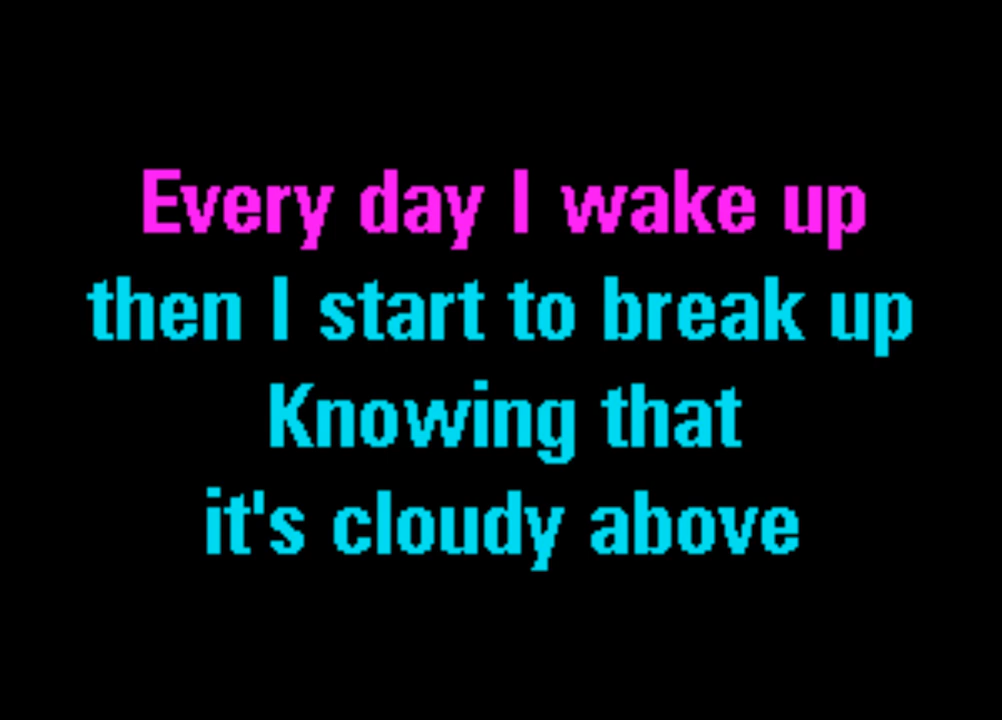 Every day I wake up
then I start to break up
Knowing that
it's cloudy above